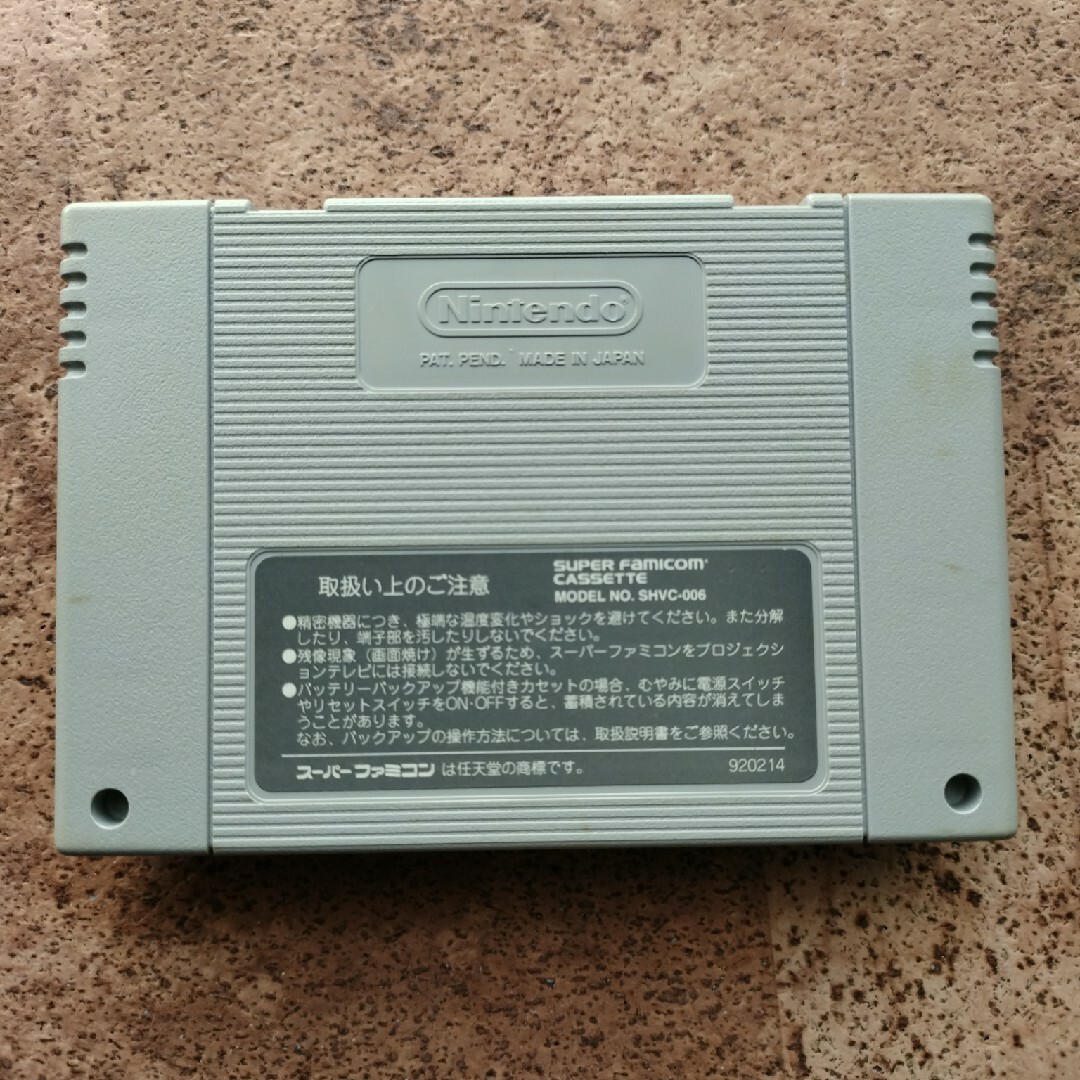 Nintendo®
PAT. PEND. MADE IN JAPAN
取扱い上のご注意
SUPER FAMICOM
CASSETTE
MODEL NO. SHVC-006
●精密機器につき、極端な温度変化やショックを避けてください。また分解
したり、端子部を汚したりしないでください。
●残像現象（画面焼け）が生ずるため、スーパーファミコンをプロジェクシ
ョンテレビには接続しないでください。
●バッテリーバックアップ機能付きカセットの場合、むやみに電源スイッチ
やリセットスイッチをON・OFFすると、蓄積されている内容が消えてしま
うことがあります。
なお、バックアップの操作方法については、取扱説明書をご参照ください。
スーパーファミコンは任天堂の商標です。
920214